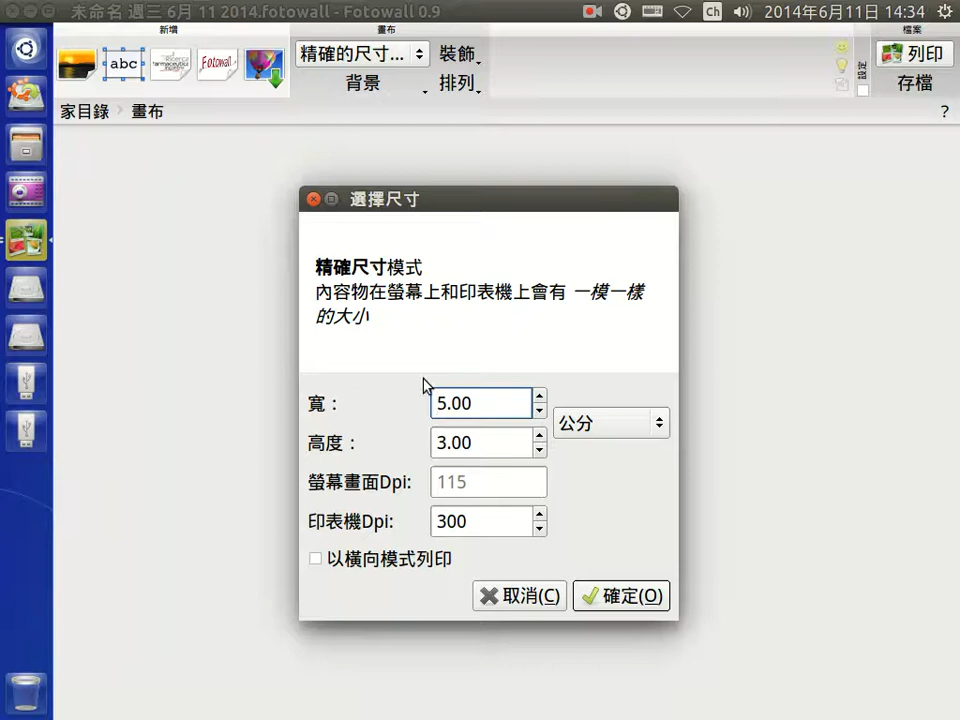 未命名 週三 6月 11 2014.fotowall - Fotowall 0.9
Ch
2014年6月11日 14:34
新增
畫布
檔案
abc
Fotowall
精確的尺寸...
裝飾
設定
列印
背景
排列
存檔
家目錄
畫布
?
選擇尺寸
精確尺寸模式
內容物在螢幕上和印表機上會有 一模一樣
的大小
寬：
5.00
公分
高度：
3.00
螢幕畫面Dpi:
115
印表機Dpi:
300
以橫向模式列印
取消(C)
確定(O)